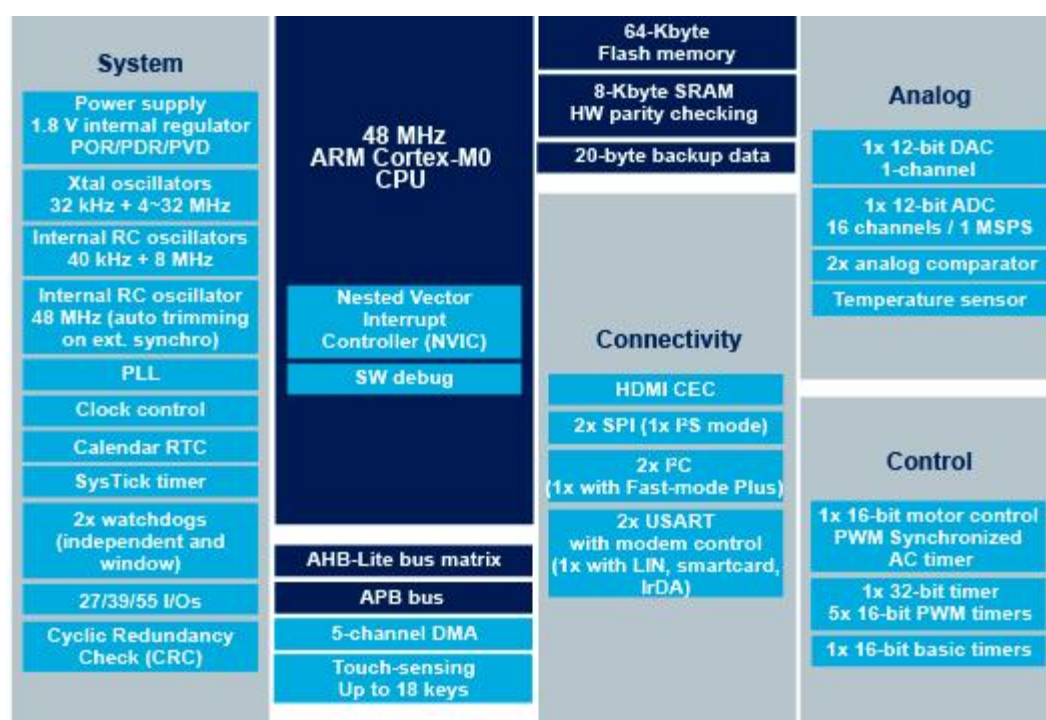 System
Power supply
1.8 V internal regulator
POR/PDR/PVD
Xtal oscillators
32 kHz + 4~32 MHz
Internal RC oscillators
40 kHz + 8 MHz
Internal RC oscillator
48 MHz (auto trimming
on ext. synchro)
PLL
Clock control
Calendar RTC
SysTick timer
2x watchdogs
(independent and
window)
27/39/55 I/Os
Cyclic Redundancy
Check (CRC)
48 MHz
ARM Cortex-M0
CPU
Nested Vector
Interrupt
Controller (NVIC)
SW debug
AHB-Lite bus matrix
APB bus
5-channel DMA
Touch-sensing
Up to 18 keys
64-Kbyte
Flash memory
8-Kbyte SRAM
HW parity checking
20-byte backup data
Connectivity
HDMI CEC
2x SPI (1x I²S mode)
2x I²C
(1x with Fast-mode Plus)
2x USART
with modem control
(1x with LIN, smartcard,
IrDA)
Analog
1x 12-bit DAC
1-channel
1x 12-bit ADC
16 channels / 1 MSPS
2x analog comparator
Temperature sensor
Control
1x 16-bit motor control
PWM Synchronized
AC timer
1x 32-bit timer
5x 16-bit PWM timers
1x 16-bit basic timers